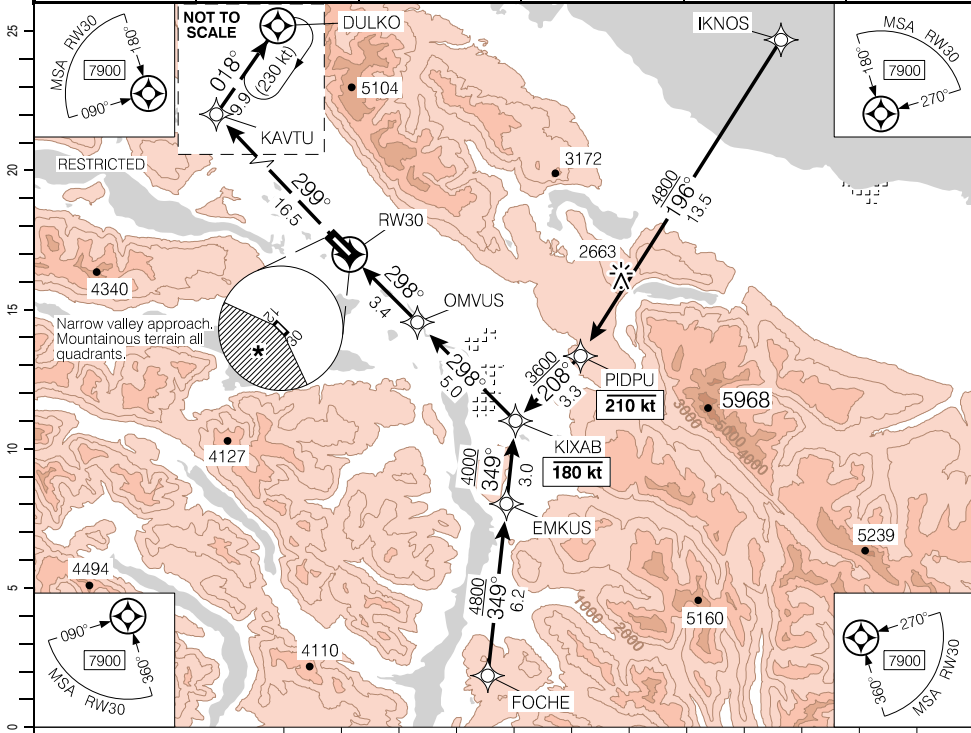 25
20
15
10
5
0
MSA RW30
180°
7900
090°
NOT TO
SCALE
DULKO
018°
9.9
(230 kt)
KAVTU
5104
IKNOS
MSA RW30
180°
7900
270°
RESTRICTED
299°
16.5
3172
4800
196°
13.5
RW30
2663
4340
298°
3.4
OMVUS
Narrow valley approach.
Mountainous terrain all
quadrants.
*
298°
5.0
3600
208°
3.3
PIDPU
210 kt
5968
3000
5000
4000
KIXAB
180 kt
4127
4000
349°
3.0
EMKUS
5239
4494
4800
349°
6.2
1000
2000
5160
090°
7900
360°
MSA RW30
4110
FOCHE
270°
7900
360°
MSA RW30